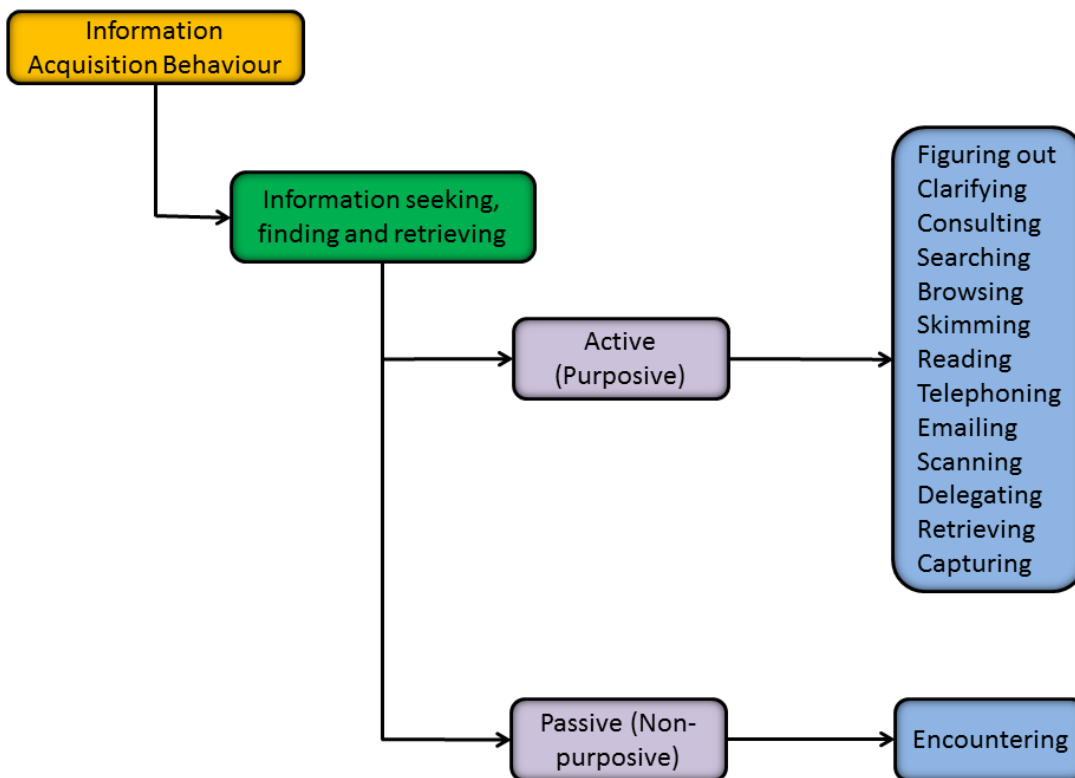 Information
Acquisition Behaviour
Information seeking,
finding and retrieving
Active
(Purposive)
Figuring out
Clarifying
Consulting
Searching
Browsing
Skimming
Reading
Telephoning
Emailing
Scanning
Delegating
Retrieving
Capturing
Passive (Non-
purposive)
Encountering